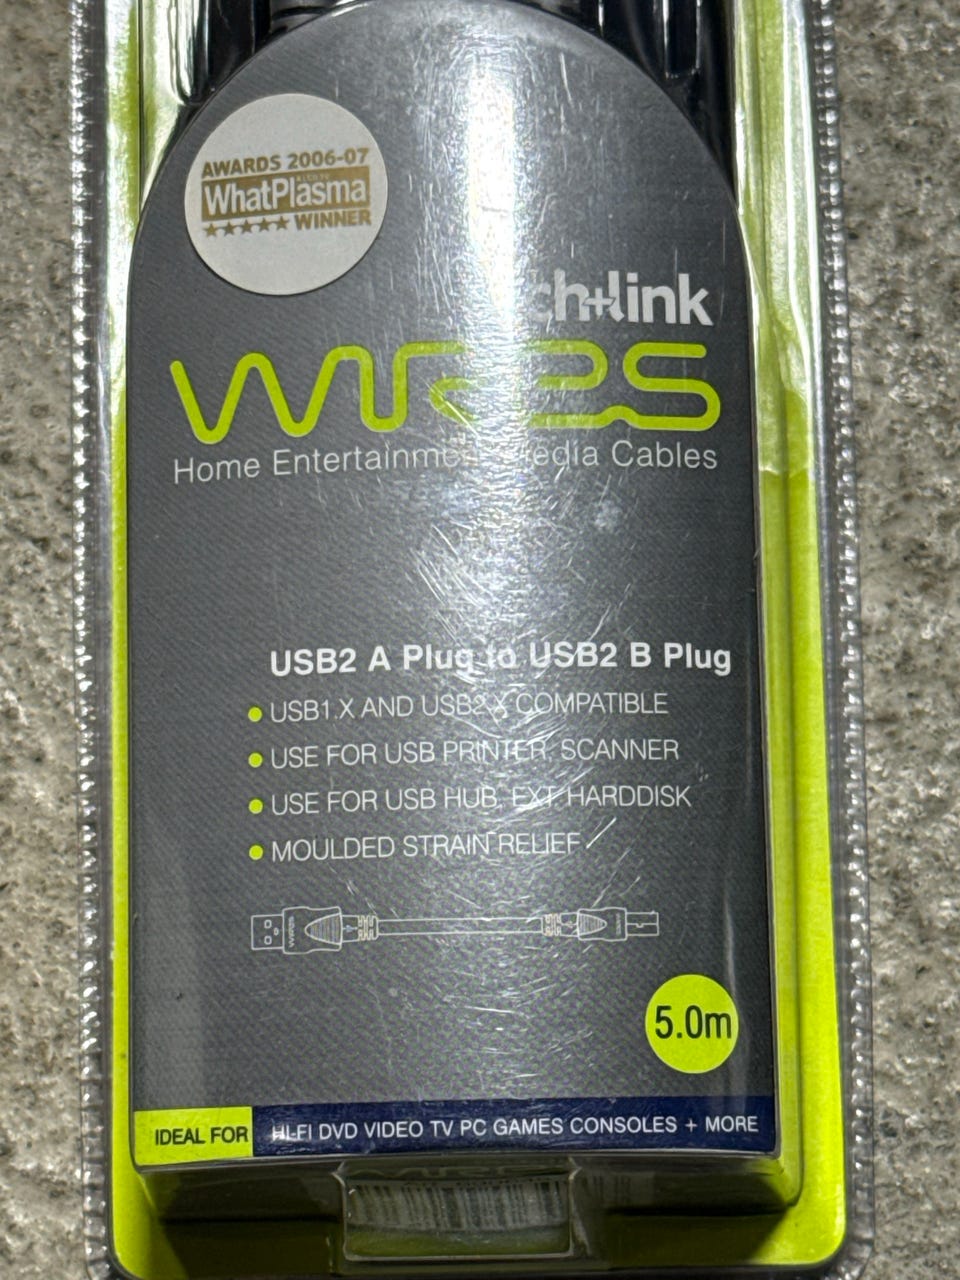 AWARDS 2006-07
WhatPlasma
★★★★★ WINNER
ch+link
WIRES
Home Entertainment Media Cables
USB2 A Plug to USB2 B Plug
• USB1.X AND USB2.X COMPATIBLE
• USE FOR USB PRINTER, SCANNER
• USE FOR USB HUB, EXT. HARDDISK
• MOULDED STRAIN RELIEF
5.0m
IDEAL FOR HI-FI DVD VIDEO TV PC GAMES CONSOLES + MORE